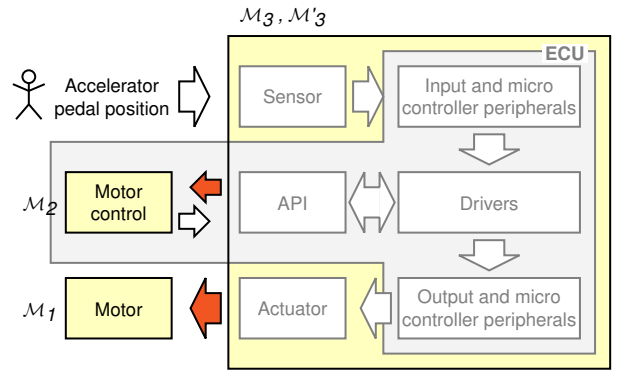 ℳ3 , ℳ'3
ECU
Accelerator
pedal position
Sensor
Input and micro
controller peripherals
ℳ2
Motor
control
API
Drivers
ℳ1
Motor
Actuator
Output and micro
controller peripherals